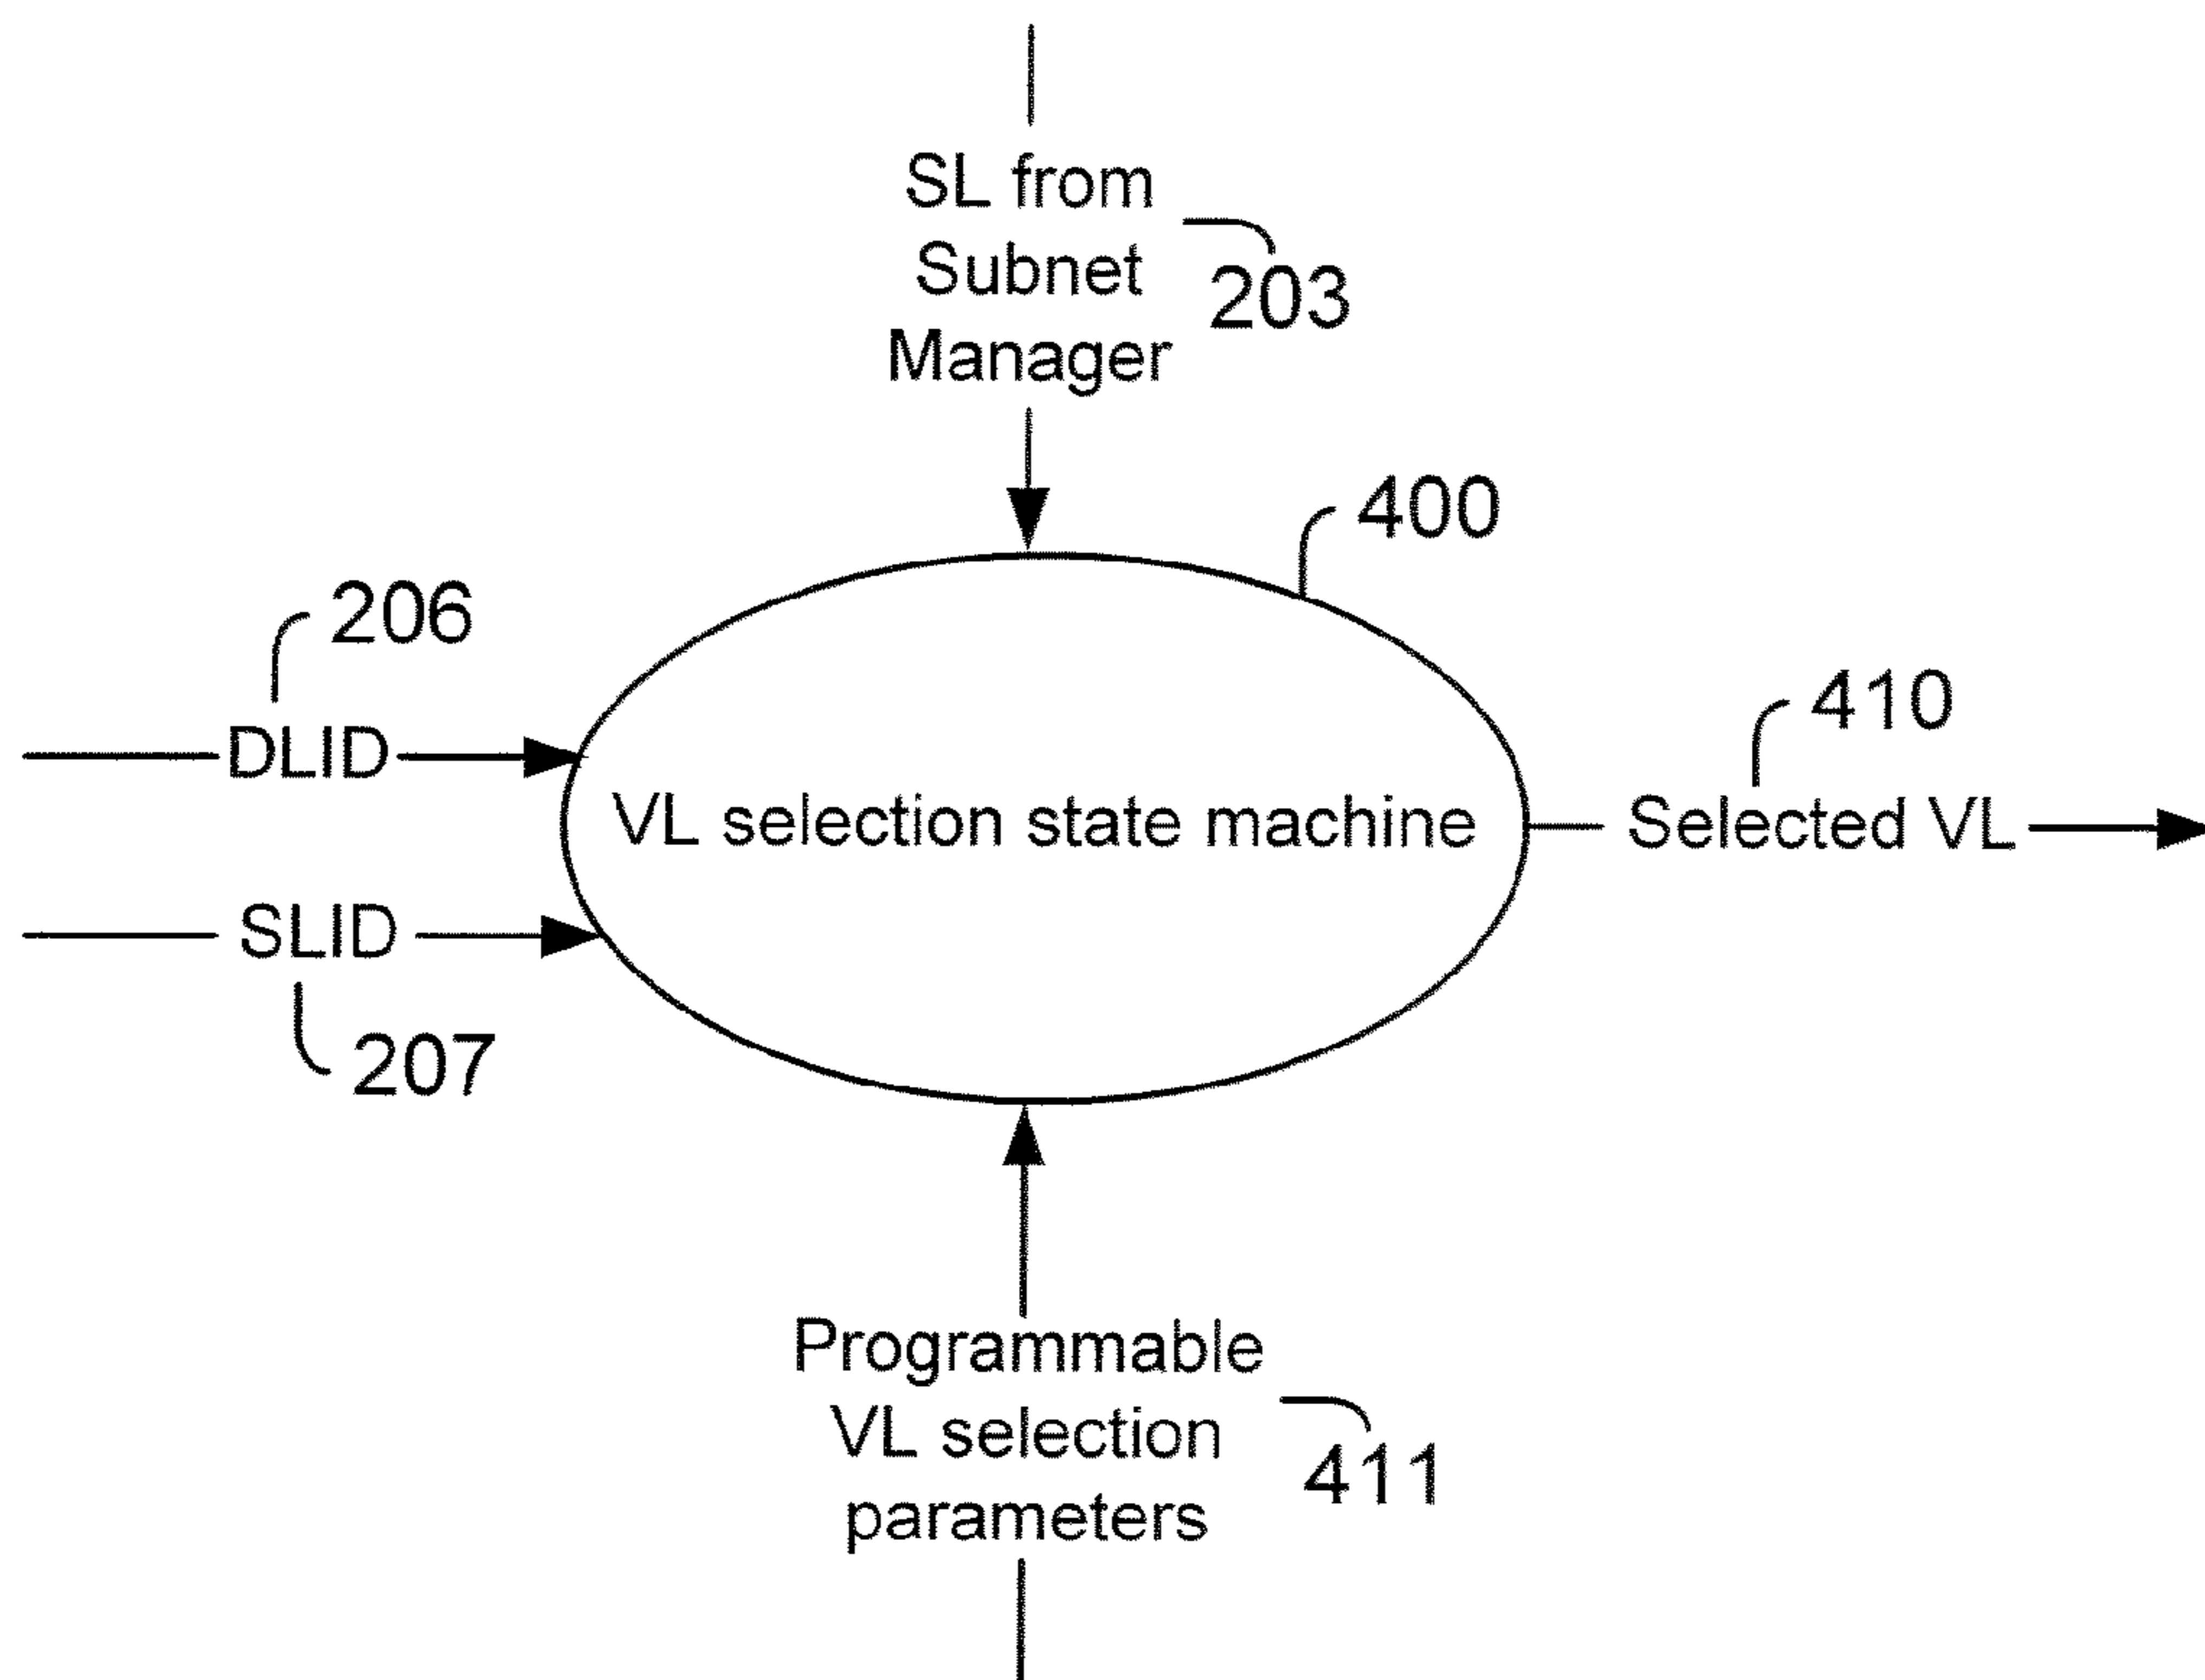 SL from
Subnet
Manager
203
400
206
DLID
410
VL selection state machine
Selected VL
SLID
207
Programmable
VL selection
parameters
411